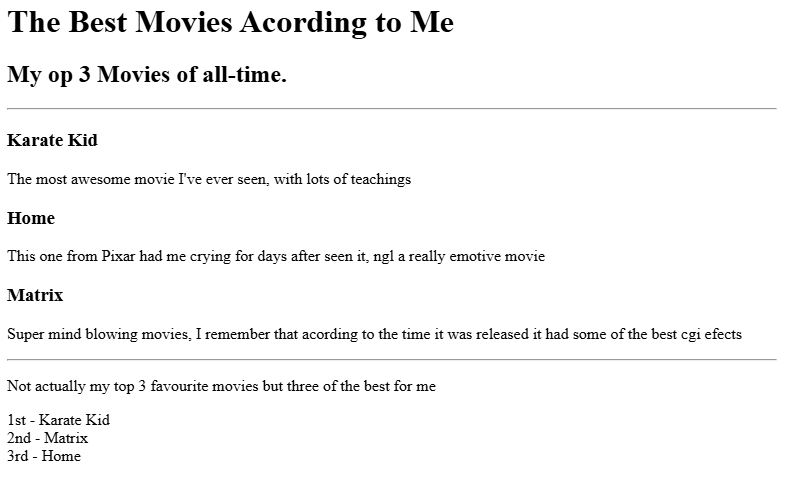 The Best Movies Acording to Me
My op 3 Movies of all-time.
Karate Kid
The most awesome movie I've ever seen, with lots of teachings
Home
This one from Pixar had me crying for days after seen it, ngl a really emotive movie
Matrix
Super mind blowing movies, I remember that acording to the time it was released it had some of the best cgi efects
Not actually my top 3 favourite movies but three of the best for me
1st - Karate Kid
2nd - Matrix
3rd - Home